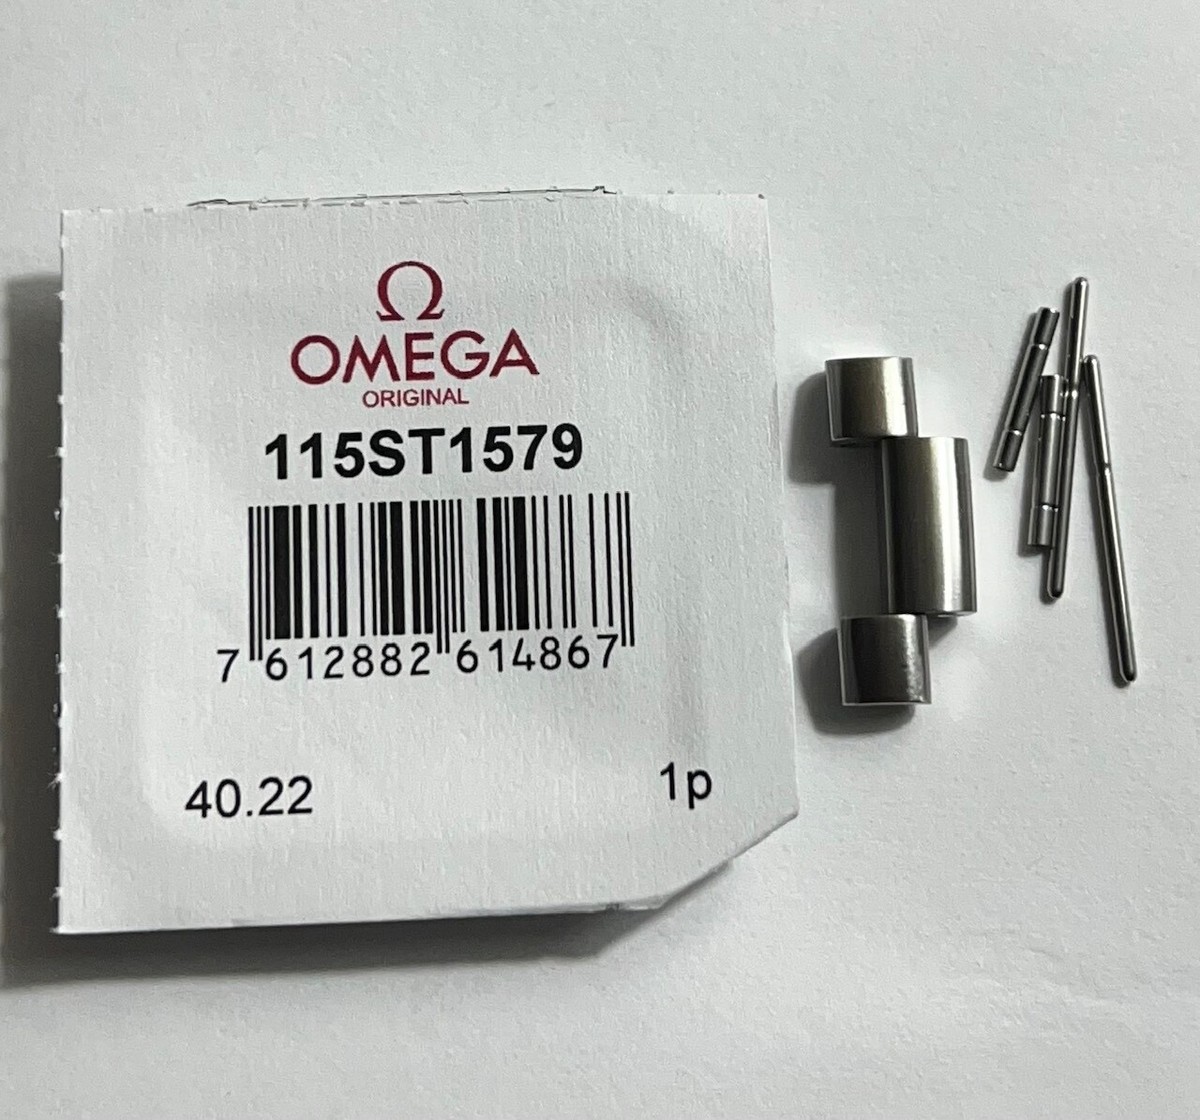 Ω
OMEGA
ORIGINAL
115ST1579
7 612882 614867
40.22 1p